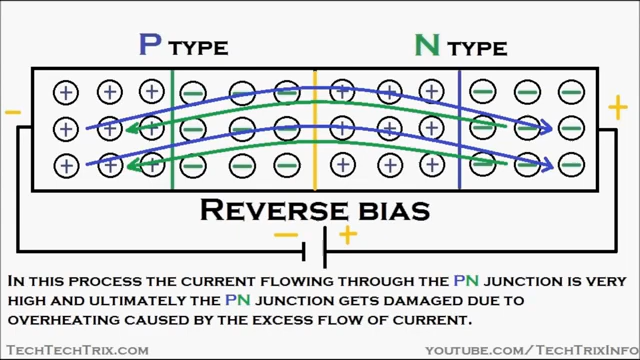 P TYPE N TYPE
− +
REVERSE BIAS
− +
IN THIS PROCESS THE CURRENT FLOWING THROUGH THE PN JUNCTION IS VERY
HIGH AND ULTIMATELY THE PN JUNCTION GETS DAMAGED DUE TO
OVERHEATING CAUSED BY THE EXCESS FLOW OF CURRENT.
TECHTECHTRIX.COM YOUTUBE.COM/TECHTRIXINFO